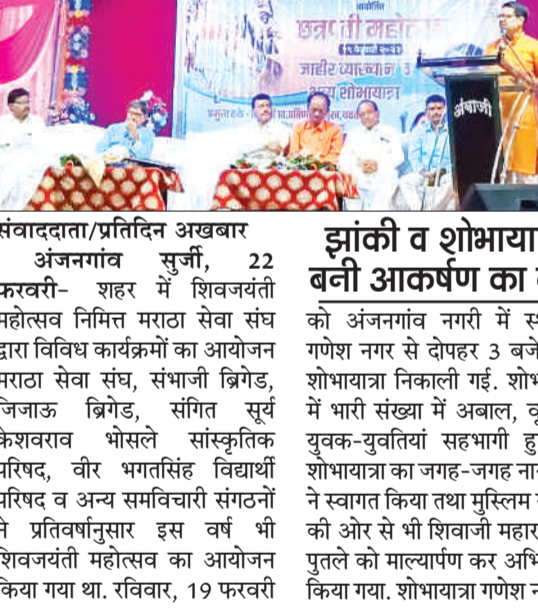 आयोजित
छत्रपती महोत्सव
जाहीर व्याख्यान
भव्य शोभायात्रा
अंबाजी
संवाददाता/प्रतिदिन अखबार
अंजनगांव सुर्जी, 22
फरवरी- शहर में शिवजयंती
महोत्सव निमित्त मराठा सेवा संघ
द्वारा विविध कार्यक्रमों का आयोजन
मराठा सेवा संघ, संभाजी ब्रिगेड,
जिजाऊ ब्रिगेड, संगित सूर्य
केशवराव भोसले सांस्कृतिक
परिषद, वीर भगतसिंह विद्यार्थी
परिषद व अन्य समविचारी संगठनों
ने प्रतिवर्षानुसार इस वर्ष भी
शिवजयंती महोत्सव का आयोजन
किया गया था. रविवार, 19 फरवरी
झांकी व शोभाया
बनी आकर्षण का
को अंजनगांव नगरी में
गणेश नगर से दोपहर 3 बजे
शोभायात्रा निकाली गई. शोभ
में भारी संख्या में अबाल,
युवक-युवतियां सहभागी हु
शोभायात्रा का जगह-जगह ना
ने स्वागत किया तथा मुस्लिम
की ओर से भी शिवाजी महार
पुतले को माल्यार्पण कर अभि
किया गया. शोभायात्रा गणेश न